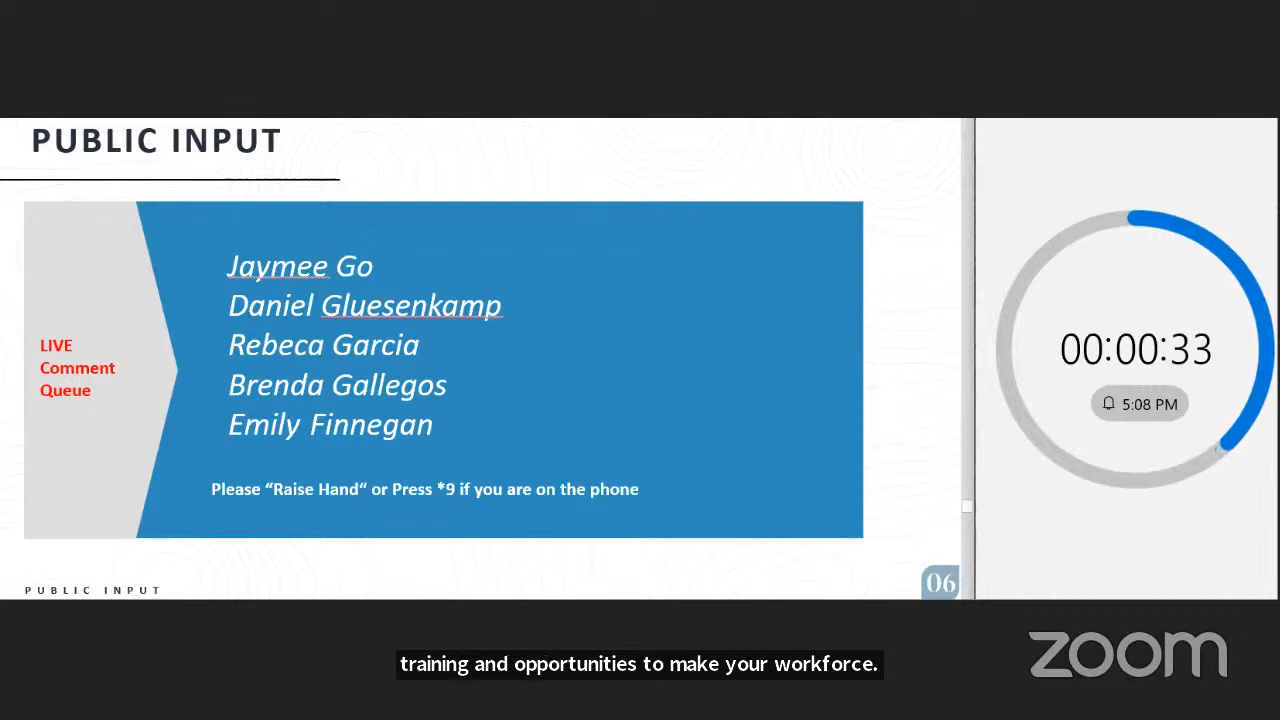 PUBLIC INPUT
LIVE
Comment
Queue
Jaymee Go
Daniel Gluesenkamp
Rebeca Garcia
Brenda Gallegos
Emily Finnegan
Please “Raise Hand“ or Press *9 if you are on the phone
PUBLIC INPUT
06
00:00:33
5:08 PM
training and opportunities to make your workforce.
zoom